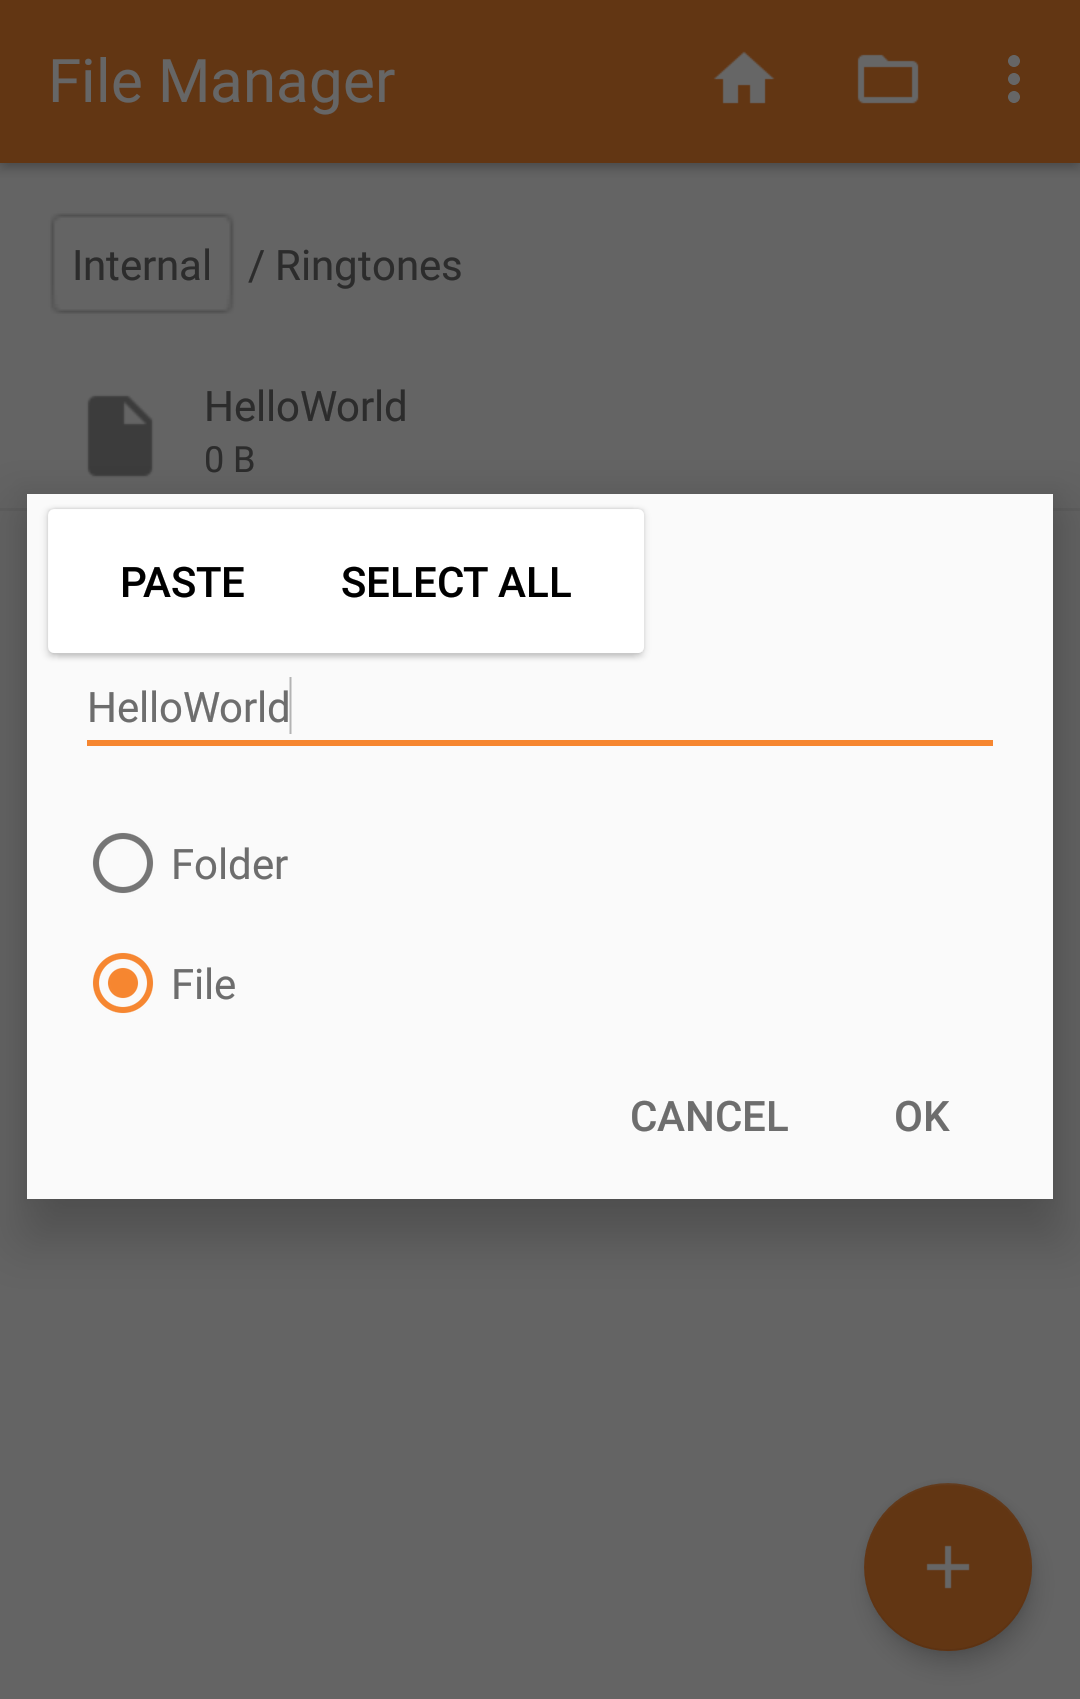 File Manager
Internal / Ringtones
HelloWorld
0 B
PASTE SELECT ALL
HelloWorld
Folder
File
CANCEL OK